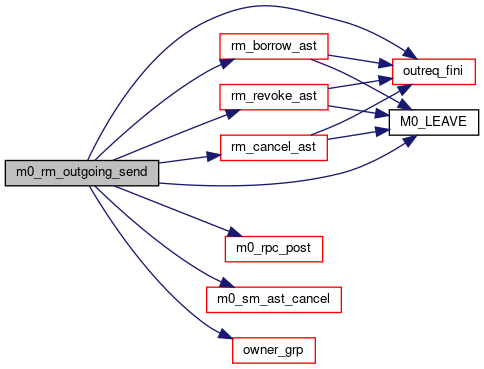 rm_borrow_ast
outreq_fini
rm_revoke_ast
M0_LEAVE
rm_cancel_ast
m0_rm_outgoing_send
m0_rpc_post
m0_sm_ast_cancel
owner_grp